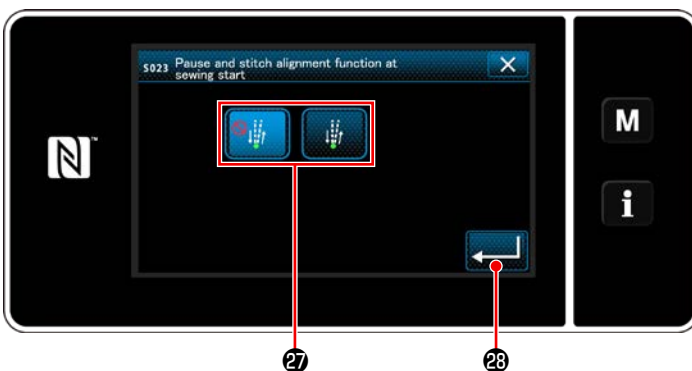 S023 Pause and stitch alignment function at
sewing start
M
i
㉗ ㉘